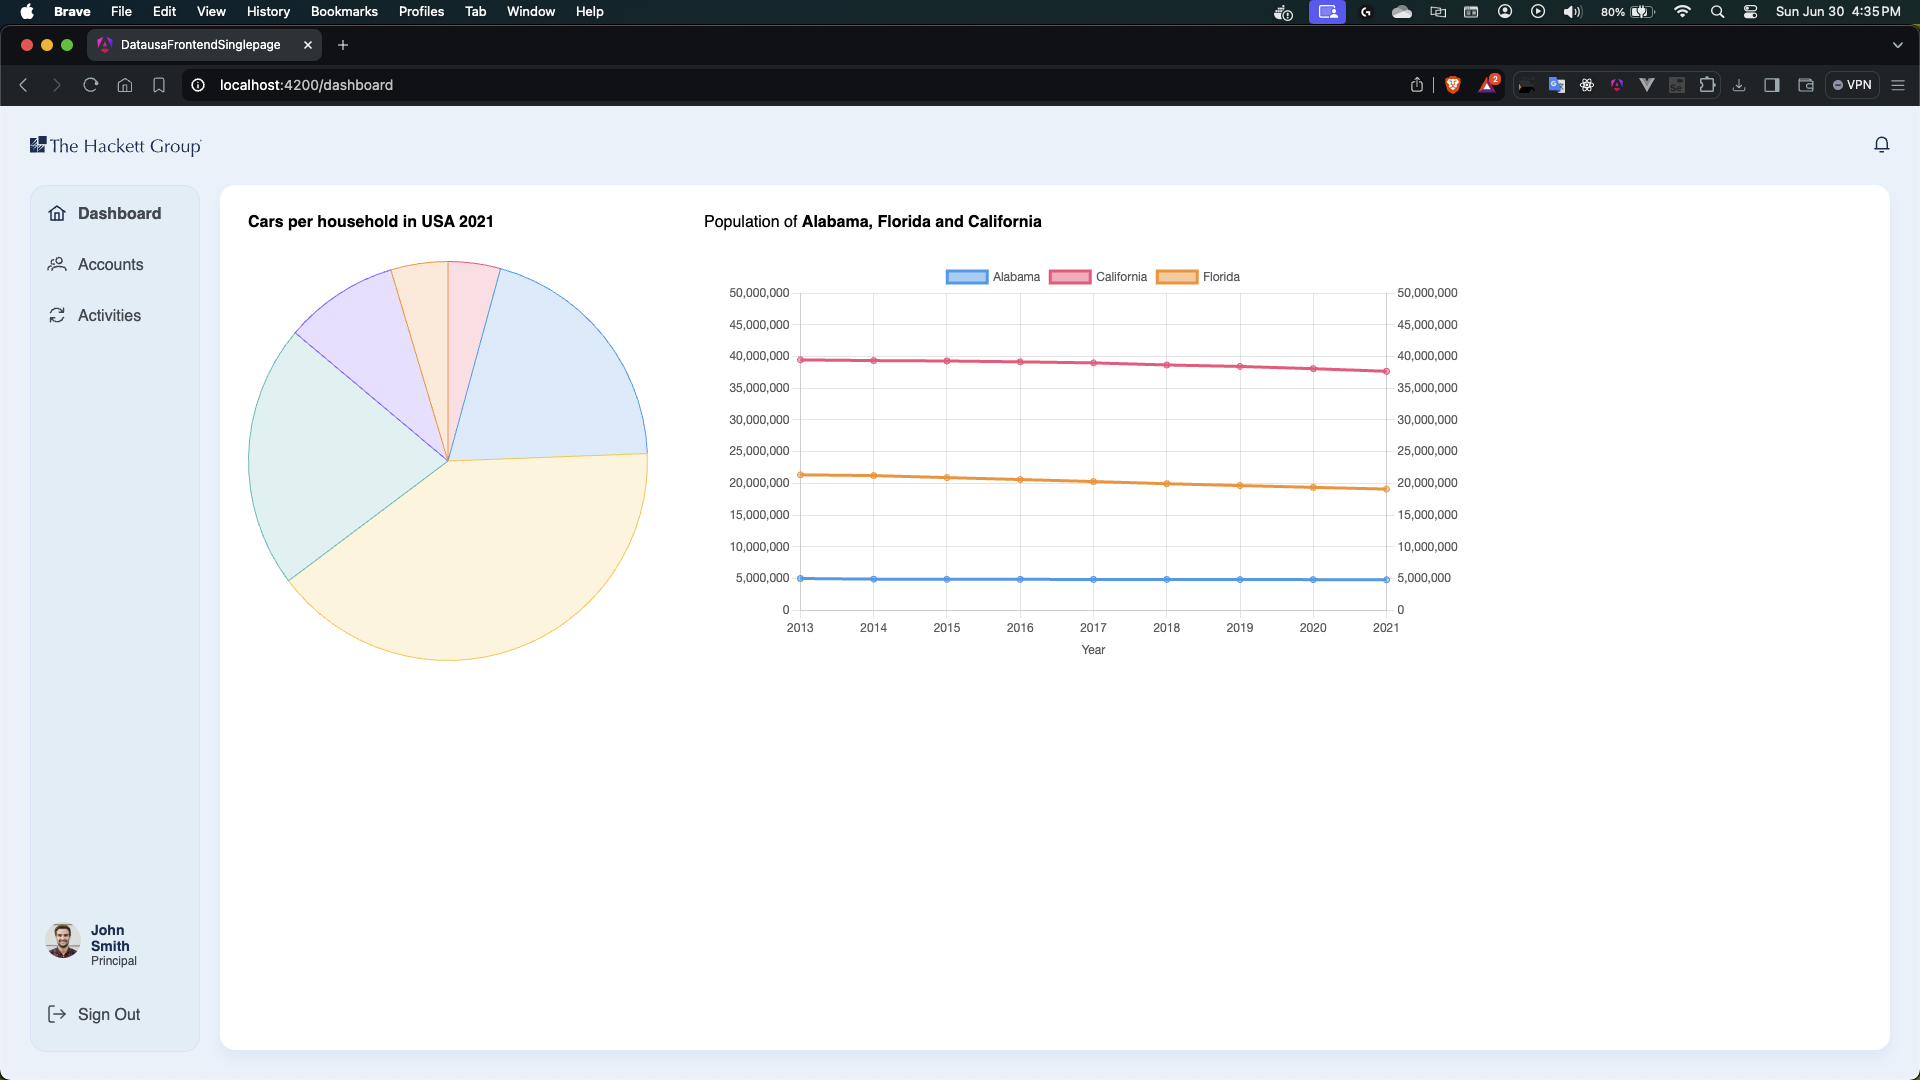 Brave File Edit View History Bookmarks Profiles Tab Window Help 80% Sun Jun 30 4:35 PM
DatausaFrontendSinglepage
localhost:4200/dashboard 2 VPN
The Hackett Group
Dashboard
Accounts
Activities
Cars per household in USA 2021
Population of Alabama, Florida and California
Alabama California Florida
50,000,000 50,000,000
45,000,000 45,000,000
40,000,000 40,000,000
35,000,000 35,000,000
30,000,000 30,000,000
25,000,000 25,000,000
20,000,000 20,000,000
15,000,000 15,000,000
10,000,000 10,000,000
5,000,000 5,000,000
0 0
2013 2014 2015 2016 2017 2018 2019 2020 2021
Year
John
Smith
Principal
Sign Out